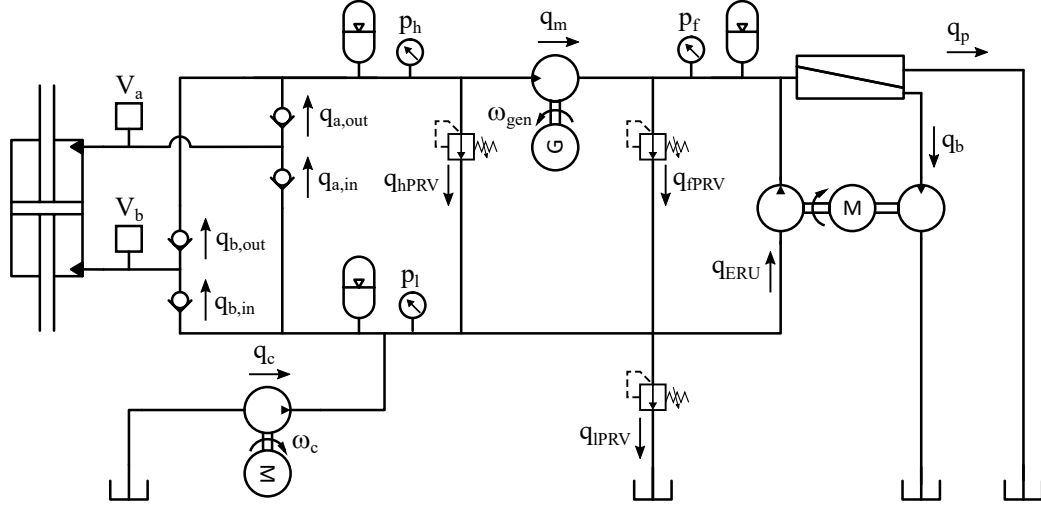 p_h
q_m
p_f
q_p
V_a
q_a,out
ω_gen
G
q_b
q_a,in
q_hPRV
q_fPRV
V_b
M
q_b,out
q_ERU
p_l
q_b,in
q_c
q_lPRV
ω_c
M